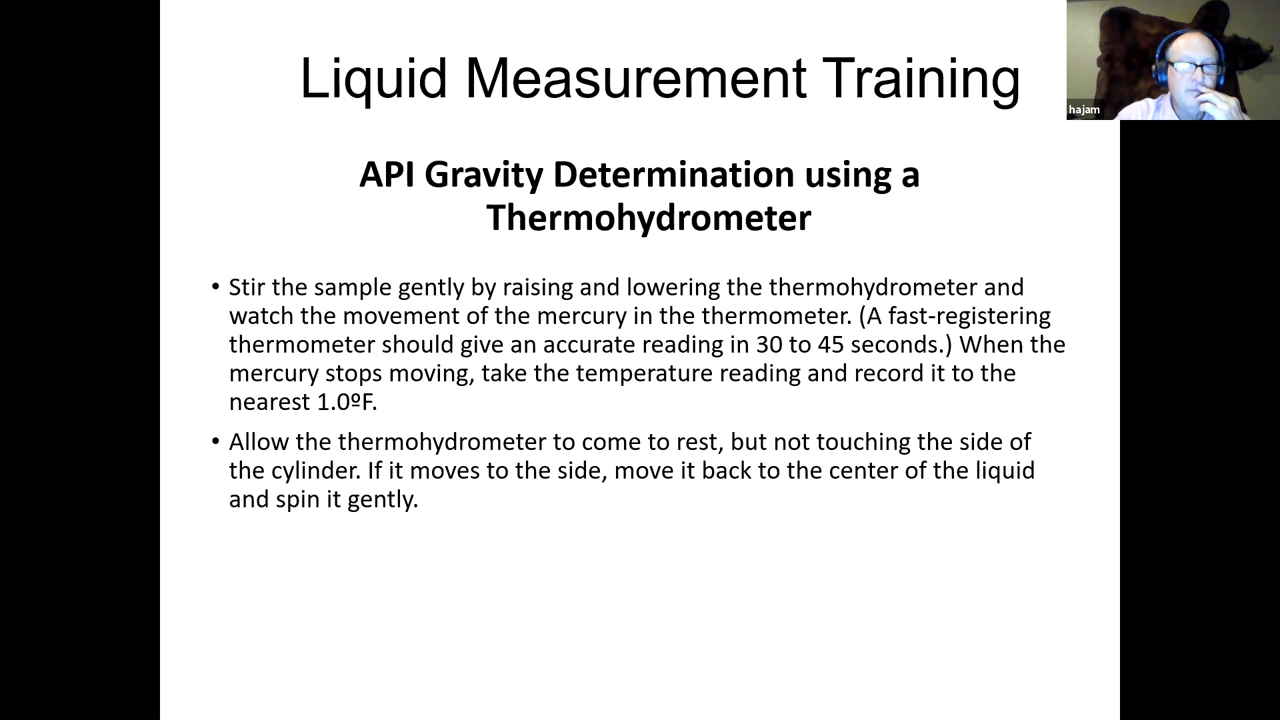 Liquid Measurement Training
hajam
API Gravity Determination using a
Thermohydrometer
• Stir the sample gently by raising and lowering the thermohydrometer and
watch the movement of the mercury in the thermometer. (A fast-registering
thermometer should give an accurate reading in 30 to 45 seconds.) When the
mercury stops moving, take the temperature reading and record it to the
nearest 1.0ºF.
• Allow the thermohydrometer to come to rest, but not touching the side of
the cylinder. If it moves to the side, move it back to the center of the liquid
and spin it gently.